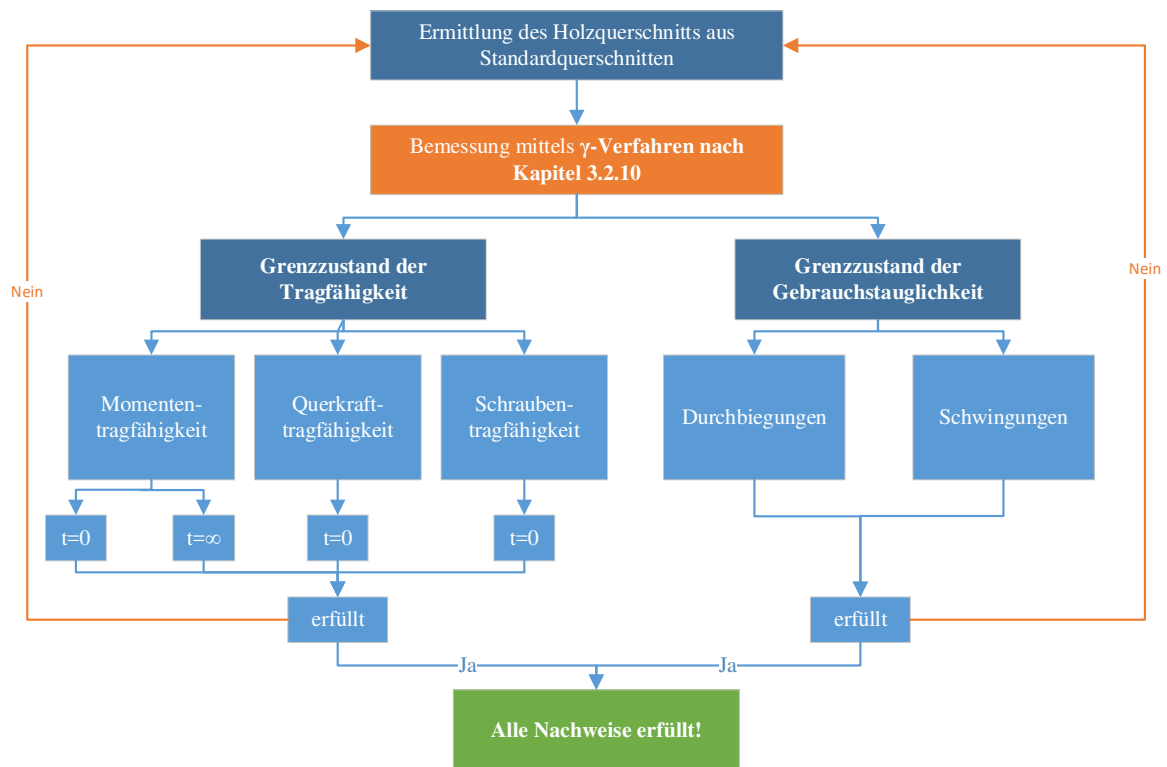 Ermittlung des Holzquerschnitts aus
Standardquerschnitten
Bemessung mittels γ-Verfahren nach
Kapitel 3.2.10
Grenzzustand der
Tragfähigkeit
Grenzzustand der
Gebrauchstauglichkeit
Nein
Nein
Momenten-
tragfähigkeit
Querkraft-
tragfähigkeit
Schrauben-
tragfähigkeit
Durchbiegungen
Schwingungen
t=0
t=∞
t=0
t=0
erfüllt
erfüllt
Ja
Ja
Alle Nachweise erfüllt!